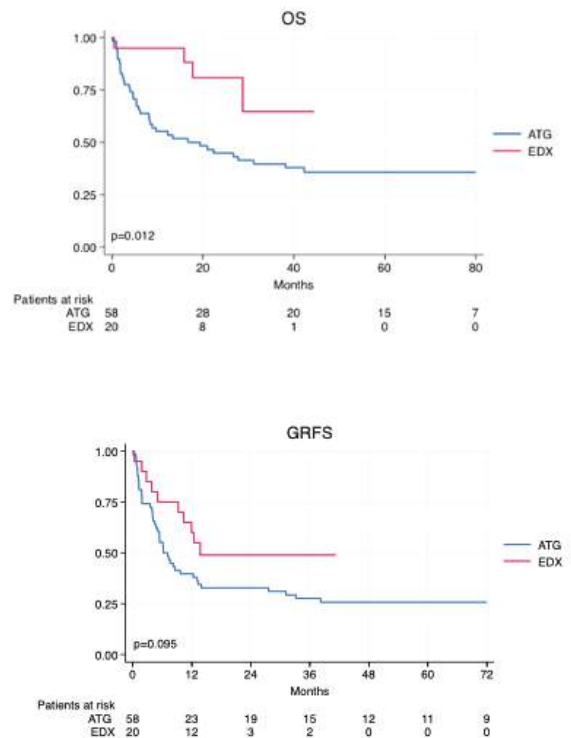 OS
1.00
0.75
0.50
0.25
0.00
p=0.012
0 20 40 60 80
Months
ATG
EDX
Patients at risk
ATG 58 28 20 15 7
EDX 20 8 1 0 0
GRFS
1.00
0.75
0.50
0.25
0.00
p=0.095
0 12 24 36 48 60 72
Months
ATG
EDX
Patients at risk
ATG 58 23 19 15 12 11 9
EDX 20 12 3 2 0 0 0